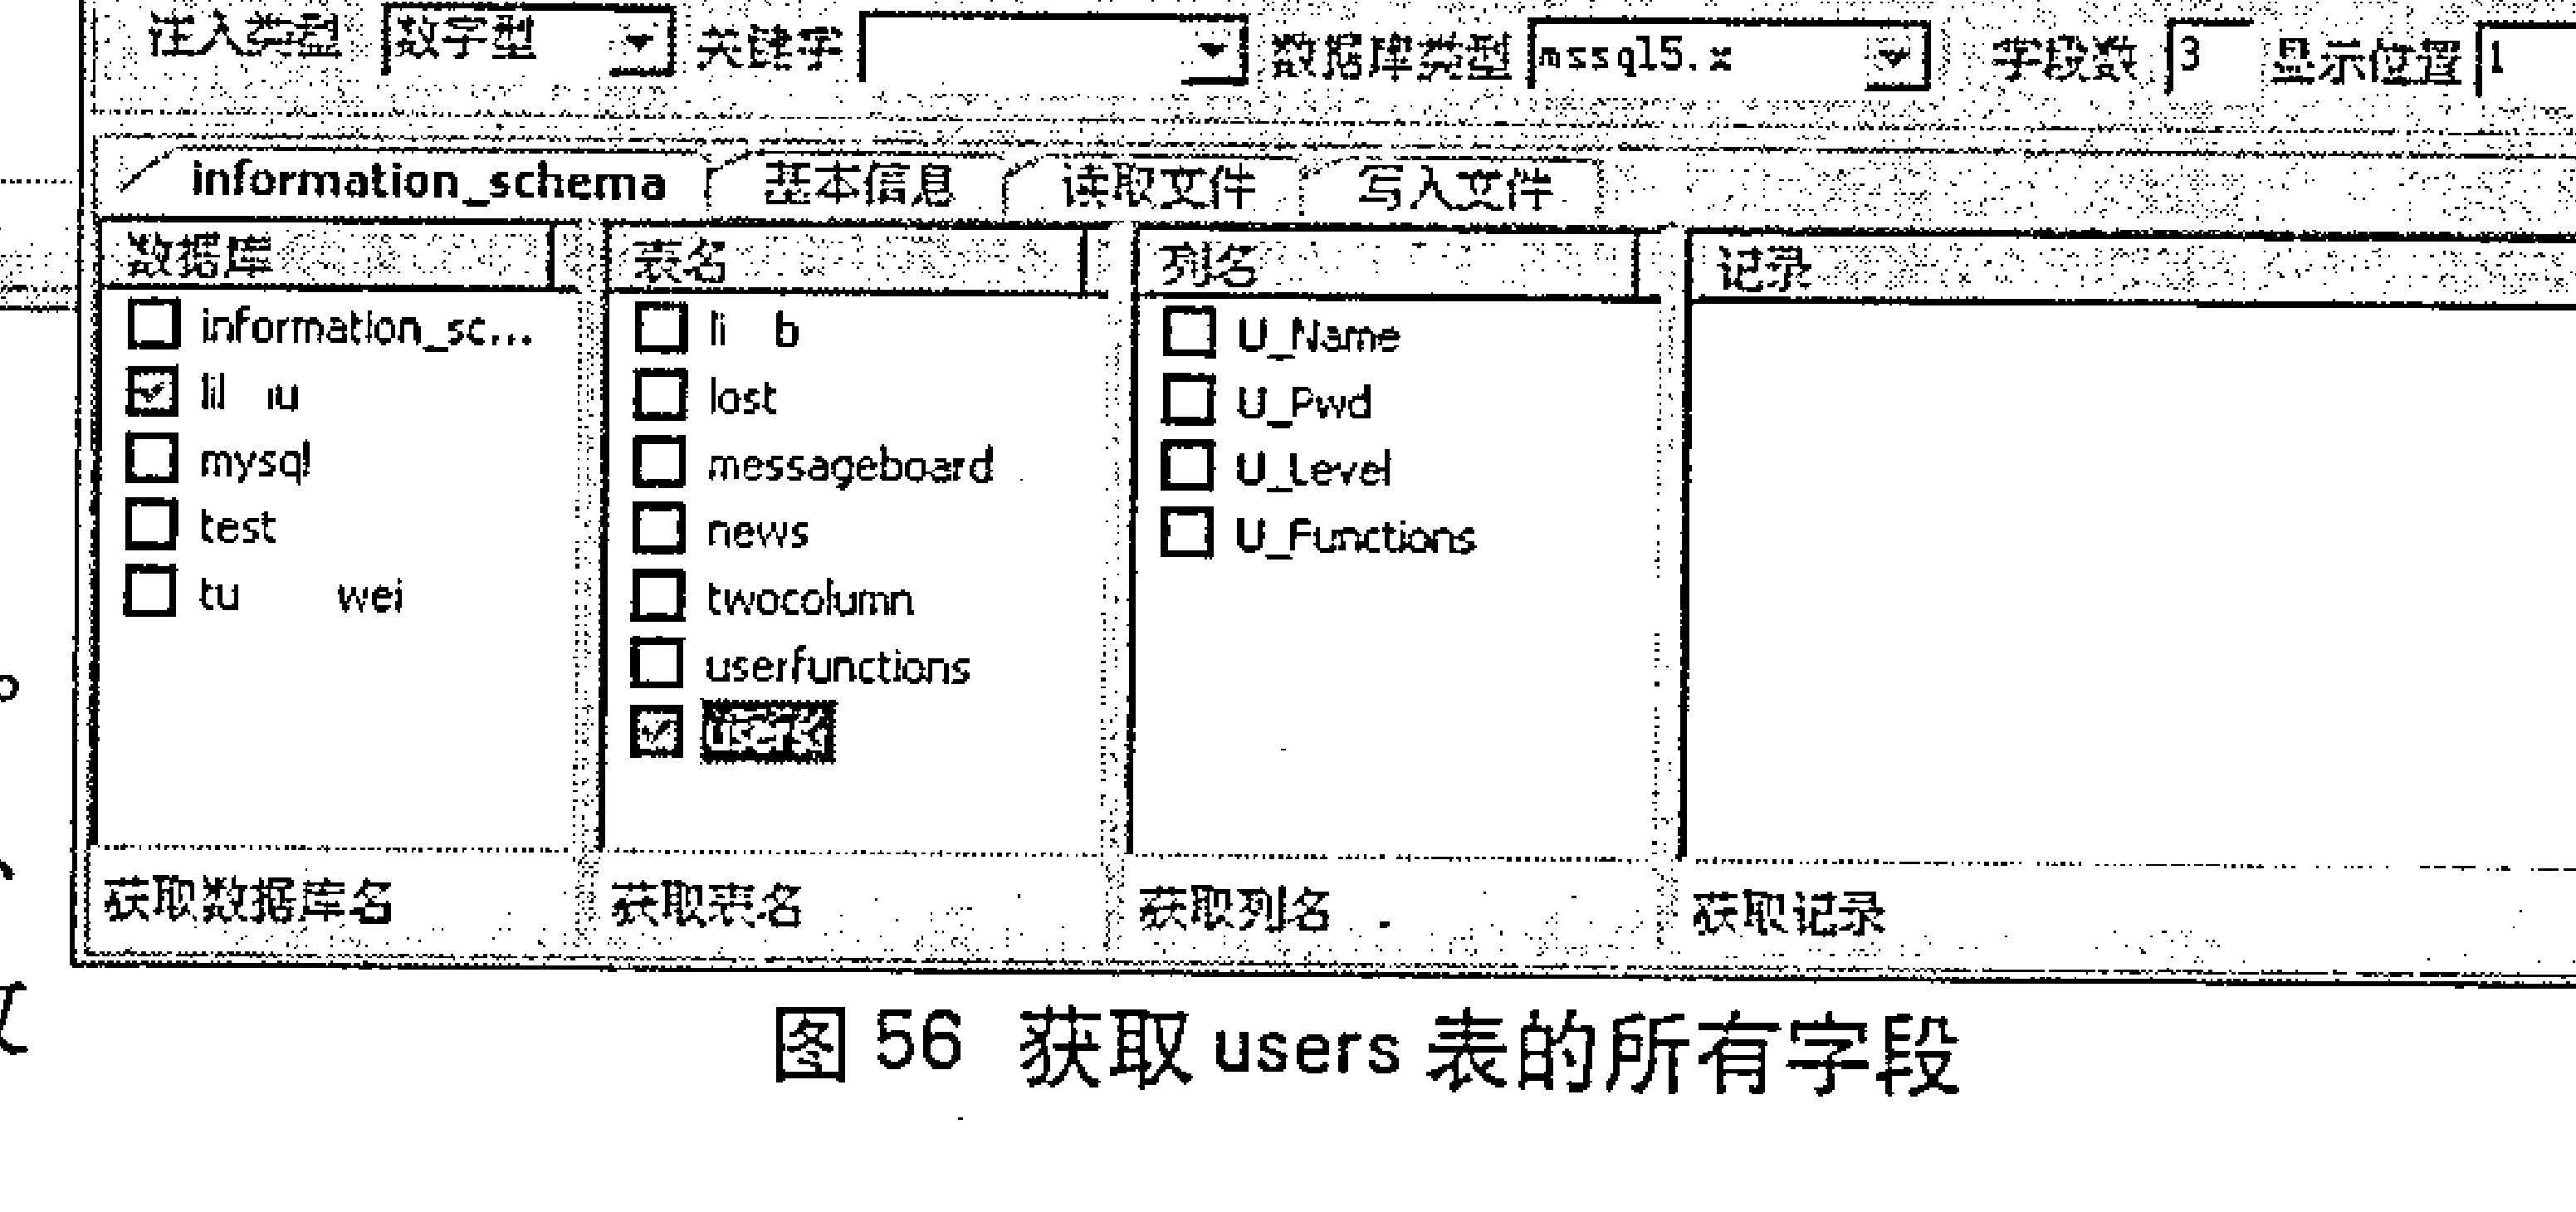 注入类型 数字型 关键字 数据库类型 mssql5.x 字段数 3 显示位置 1
information_schema 基本信息 读取文件 写入文件
数据库 表名 列名 记录
information_sc... li b U_Name
lil lost U_Pwd
mysql messageboard U_Level
test news U_Functions
tu wei twocolumn
userfunctions
users
获取数据库名 获取表名 获取列名 获取记录
图 56 获取 users 表的所有字段